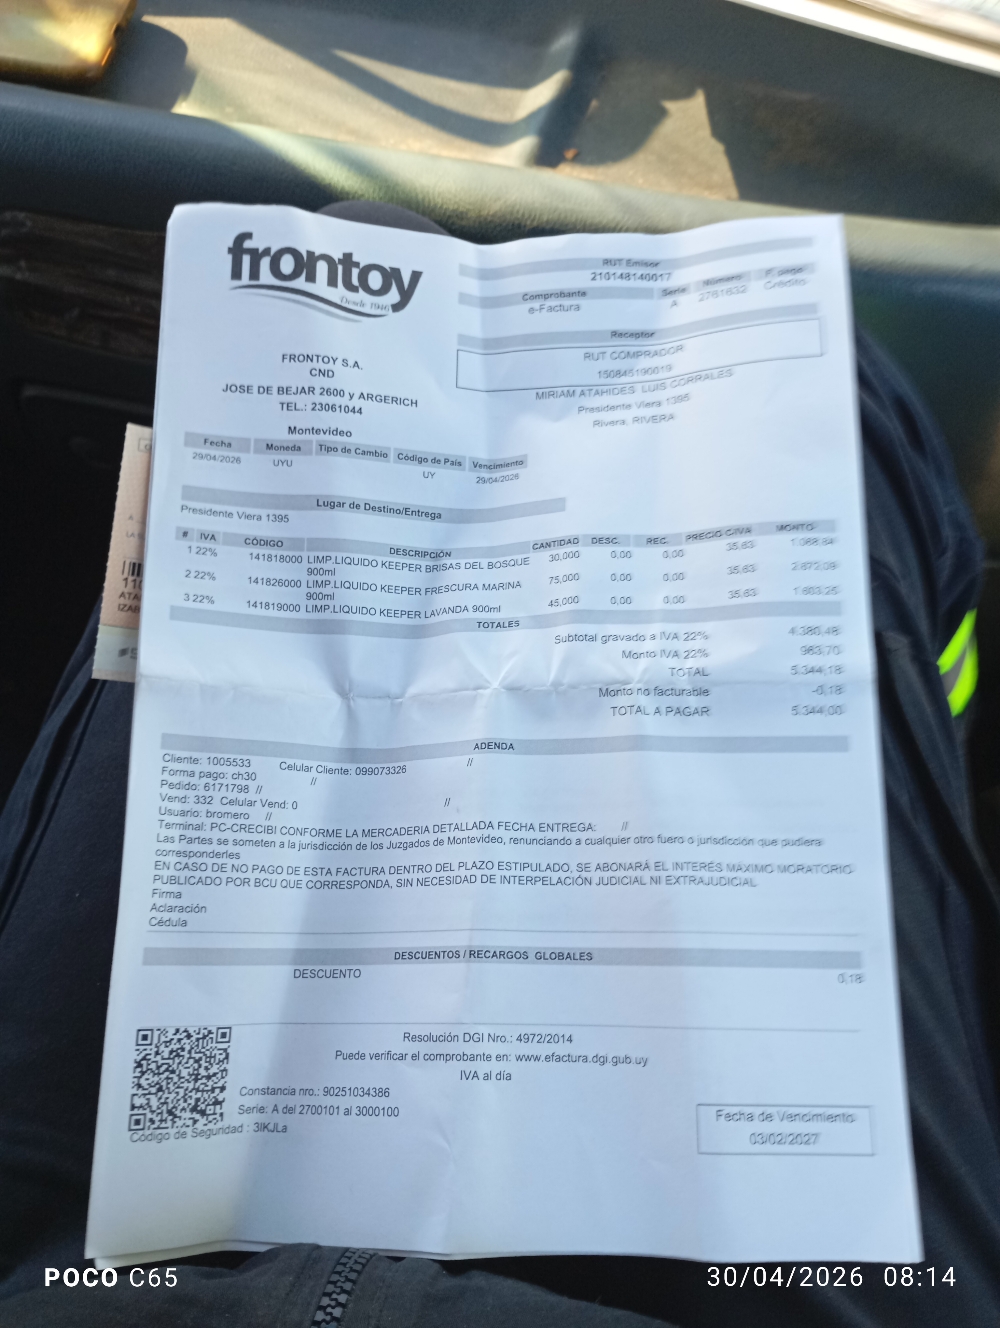 frontoy
Desde 1946
RUT Emisor
210148140017
Comprobante Serie Número F. pago
e-Factura A 2781632 Crédito
Receptor
RUT COMPRADOR
150845190019
MIRIAM ATAHIDES LUIS CORRALES
Presidente Viera 1395
Rivera, RIVERA
FRONTOY S.A.
CND
JOSE DE BEJAR 2600 y ARGERICH
TEL.: 23061044
Montevideo
Fecha Moneda Tipo de Cambio Código de País Vencimiento
29/04/2026 UYU UY 29/04/2026
Lugar de Destino/Entrega
Presidente Viera 1395
# IVA CÓDIGO DESCRIPCIÓN CANTIDAD DESC. REC. PRECIO C/IVA MONTO
1 22% 141818000 LIMP.LIQUIDO KEEPER BRISAS DEL BOSQUE 30,000 0,00 0,00 35,63 1.068,84
900ml
2 22% 141826000 LIMP.LIQUIDO KEEPER FRESCURA MARINA 75,000 0,00 0,00 35,63 2.672,09
900ml
3 22% 141819000 LIMP.LIQUIDO KEEPER LAVANDA 900ml 45,000 0,00 0,00 35,63 1.603,25
TOTALES
Subtotal gravado a IVA 22% 4.380,48
Monto IVA 22% 963,70
TOTAL 5.344,18
Monto no facturable -0,18
TOTAL A PAGAR 5.344,00
ADENDA
Cliente: 1005533 Celular Cliente: 099073326 //
Forma pago: ch30 //
Pedido: 6171798 //
Vend: 332 Celular Vend: 0 //
Usuario: bromero //
Terminal: PC-CRECIBI CONFORME LA MERCADERIA DETALLADA FECHA ENTREGA: //
Las Partes se someten a la jurisdicción de los Juzgados de Montevideo, renunciando a cualquier otro fuero o jurisdicción que pudiera
corresponderles
EN CASO DE NO PAGO DE ESTA FACTURA DENTRO DEL PLAZO ESTIPULADO, SE ABONARÁ EL INTERÉS MÁXIMO MORATORIO
PUBLICADO POR BCU QUE CORRESPONDA, SIN NECESIDAD DE INTERPELACIÓN JUDICIAL NI EXTRAJUDICIAL
Firma
Aclaración
Cédula
DESCUENTOS / RECARGOS GLOBALES
DESCUENTO 0,18
Resolución DGI Nro.: 4972/2014
Puede verificar el comprobante en: www.efactura.dgi.gub.uy
IVA al día
Constancia nro.: 90251034386
Serie: A del 2700101 al 3000100
Código de Seguridad : 3lKJLa
Fecha de Vencimiento
03/02/2027
POCO C65
30/04/2026 08:14